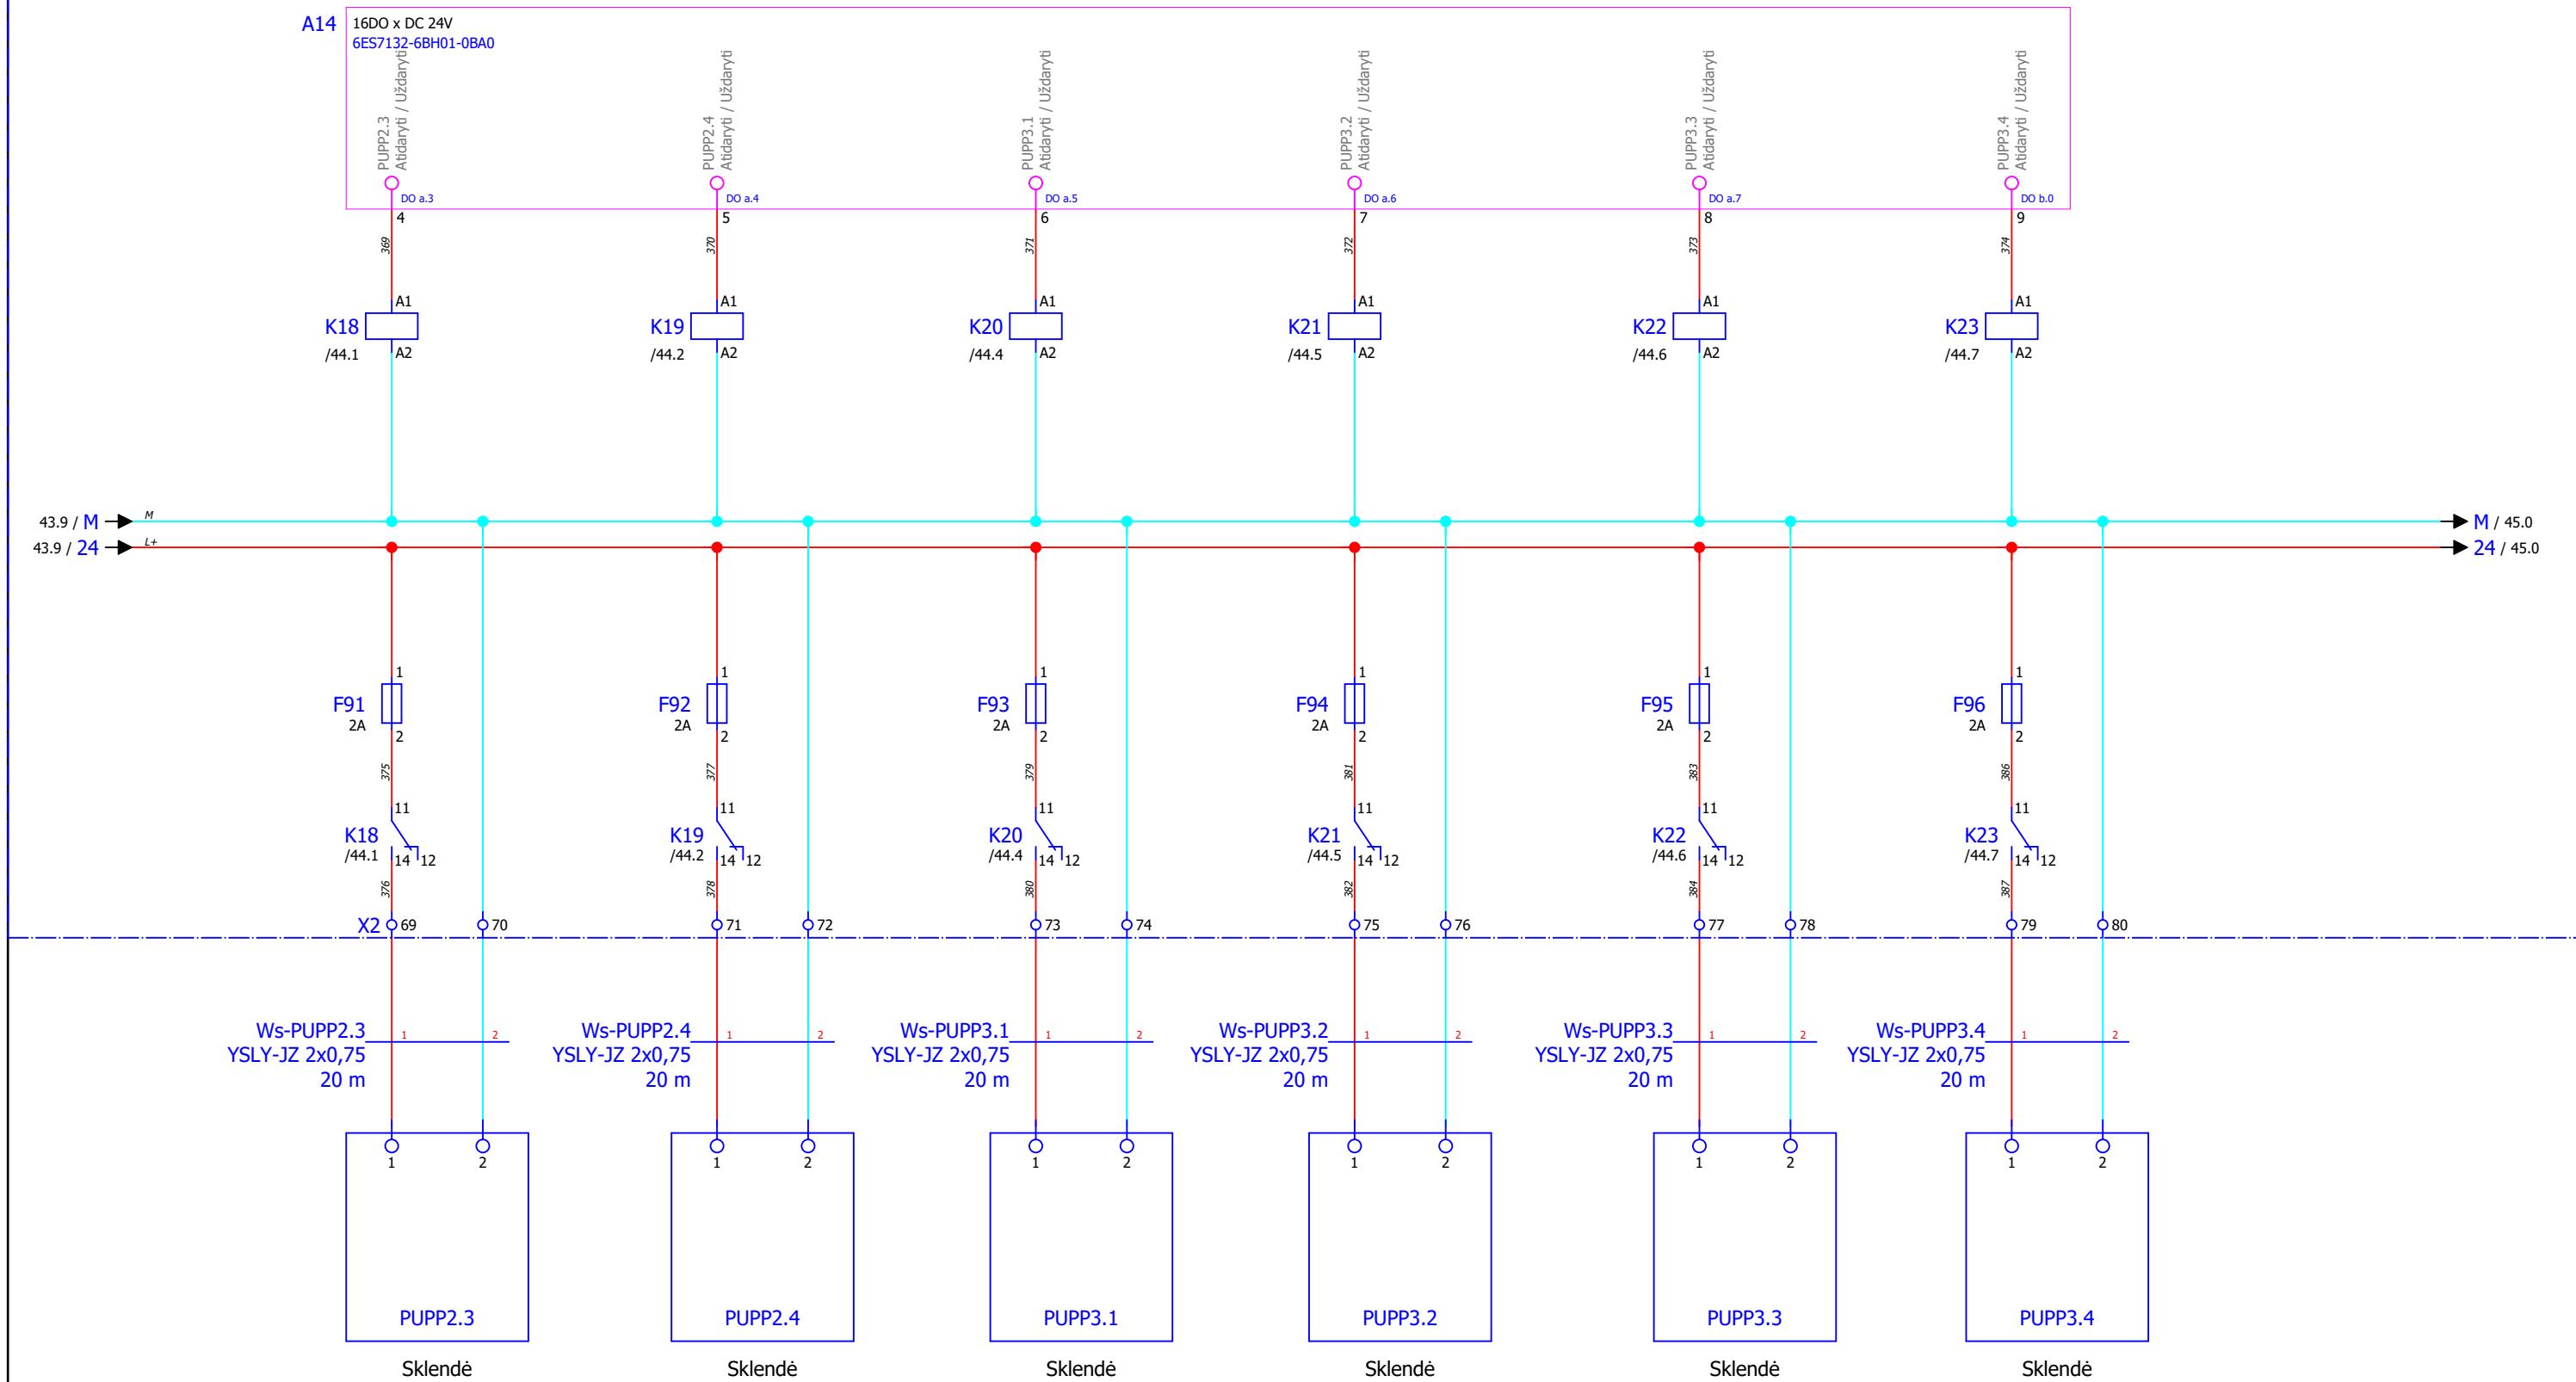 A14
16DO x DC 24V
6ES7132-6BH01-0BA0
PUPP2.3
Atidaryti / Uždaryti
PUPP2.4
Atidaryti / Uždaryti
PUPP3.1
Atidaryti / Uždaryti
PUPP3.2
Atidaryti / Uždaryti
PUPP3.3
Atidaryti / Uždaryti
PUPP3.4
Atidaryti / Uždaryti
DO a.3 DO a.4 DO a.5 DO a.6 DO a.7 DO b.0
4 5 6 7 8 9
369 370 371 372 373 374
A1 A1 A1 A1 A1 A1
K18 K19 K20 K21 K22 K23
/44.1 A2 /44.2 A2 /44.4 A2 /44.5 A2 /44.6 A2 /44.7 A2
43.9 / M M M / 45.0
43.9 / 24 L+ 24 / 45.0
1 1 1 1 1 1
F91 F92 F93 F94 F95 F96
2A 2A 2A 2A 2A 2A
2 2 2 2 2 2
375 377 379 381 383 386
11 11 11 11 11 11
K18 K19 K20 K21 K22 K23
/44.1 14 12 /44.2 14 12 /44.4 14 12 /44.5 14 12 /44.6 14 12 /44.7 14 12
376 378 380 382 384 387
X2 69 70 71 72 73 74 75 76 77 78 79 80
Ws-PUPP2.3 1 2 Ws-PUPP2.4 1 2 Ws-PUPP3.1 1 2 Ws-PUPP3.2 1 2 Ws-PUPP3.3 1 2 Ws-PUPP3.4 1 2
YSLY-JZ 2x0,75 YSLY-JZ 2x0,75 YSLY-JZ 2x0,75 YSLY-JZ 2x0,75 YSLY-JZ 2x0,75 YSLY-JZ 2x0,75
20 m 20 m 20 m 20 m 20 m 20 m
1 2 1 2 1 2 1 2 1 2 1 2
PUPP2.3 PUPP2.4 PUPP3.1 PUPP3.2 PUPP3.3 PUPP3.4
Sklendė Sklendė Sklendė Sklendė Sklendė Sklendė